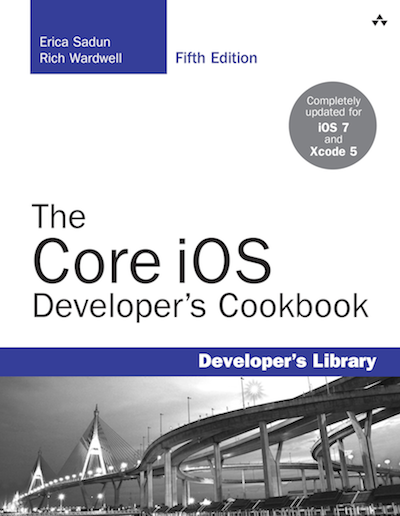 Erica Sadun
Rich Wardwell
Fifth Edition
Completely
updated for
iOS 7
and
Xcode 5
The
Core iOS
Developer's Cookbook
Developer's Library